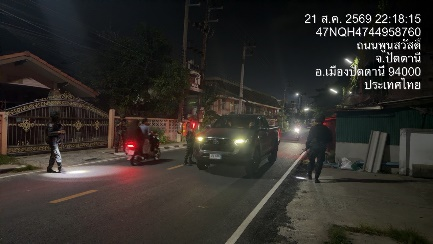 21 ส.ค. 2569 22:18:15
47NQH4744958760
ถนนพูนสวัสดิ์
จ.ปัตตานี
อ.เมืองปัตตานี 94000
ประเทศไทย